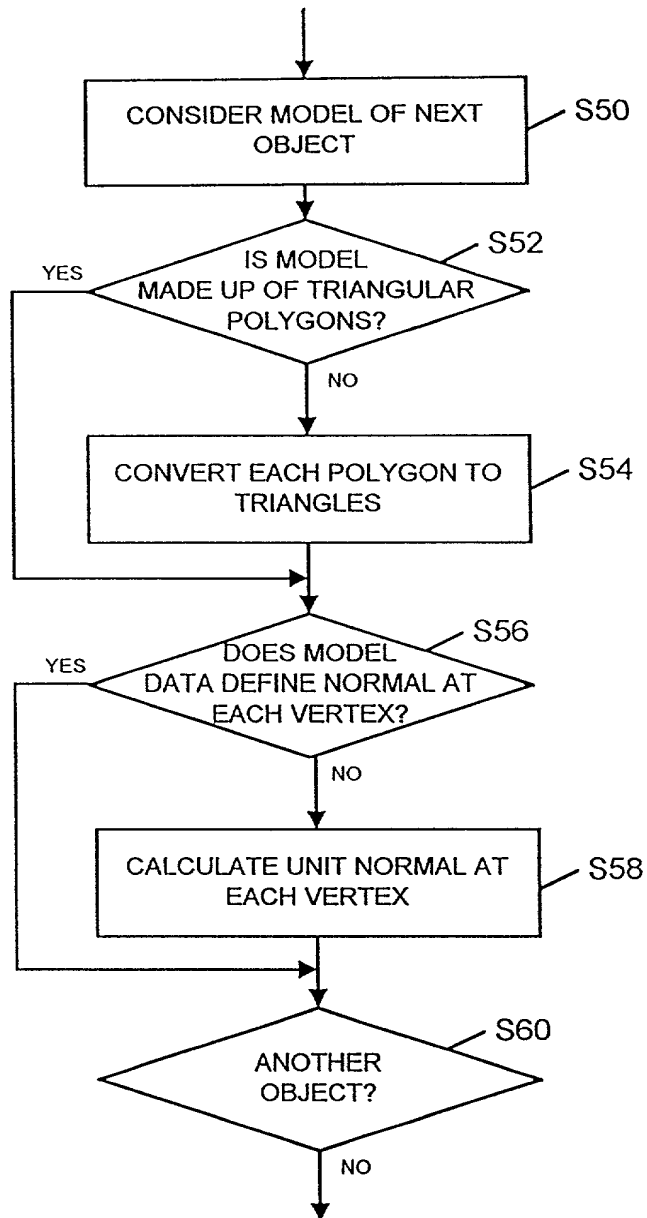 CONSIDER MODEL OF NEXT
OBJECT
S50
S52
IS MODEL
MADE UP OF TRIANGULAR
POLYGONS?
YES
NO
CONVERT EACH POLYGON TO
TRIANGLES
S54
S56
DOES MODEL
DATA DEFINE NORMAL AT
EACH VERTEX?
YES
NO
CALCULATE UNIT NORMAL AT
EACH VERTEX
S58
S60
ANOTHER
OBJECT?
NO